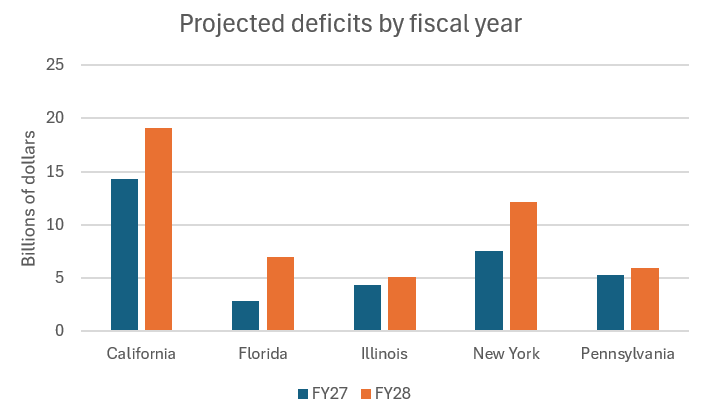 Projected deficits by fiscal year
Billions of dollars
25
20
15
10
5
0
California Florida Illinois New York Pennsylvania
FY27 FY28